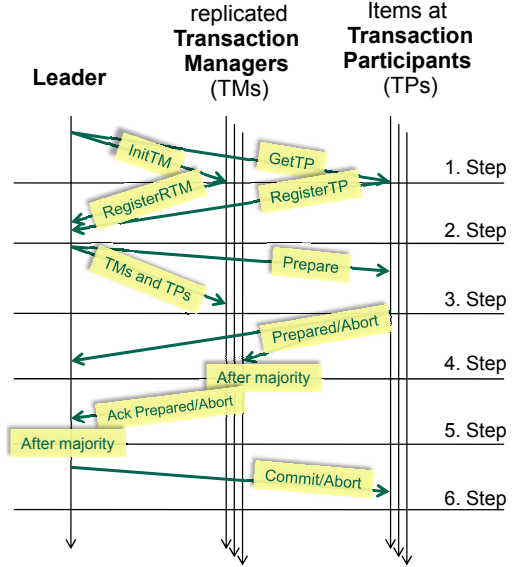 replicated
Transaction
Managers
(TMs)
Items at
Transaction
Participants
(TPs)
Leader
InitTM
GetTP
1. Step
RegisterRTM
RegisterTP
2. Step
TMs and TPs
Prepare
3. Step
Prepared/Abort
4. Step
After majority
Ack Prepared/Abort
5. Step
After majority
Commit/Abort
6. Step